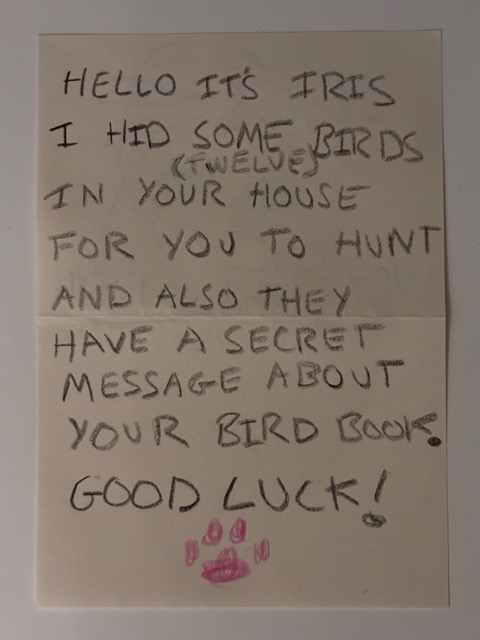 HELLO IT'S IRIS
I HID SOME BIRDS
(TWELVE)
IN YOUR HOUSE
FOR YOU TO HUNT
AND ALSO THEY
HAVE A SECRET
MESSAGE ABOUT
YOUR BIRD BOOK.
GOOD LUCK!